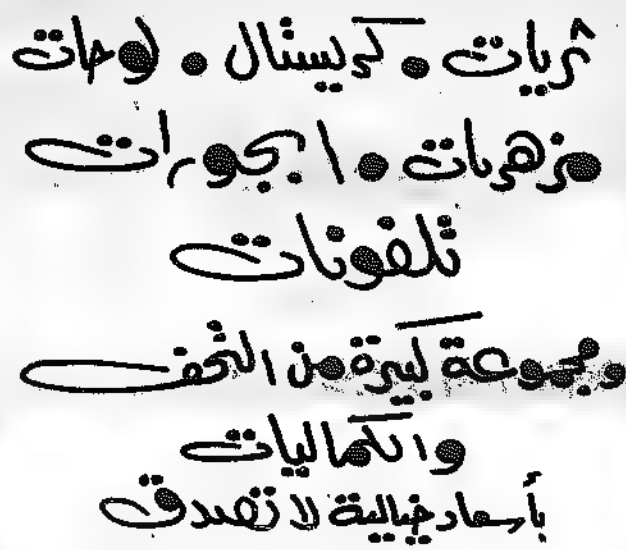 ثريات • كريستال • لوحات
مزهريات • ابجورات
تلفونات
ومجموعة كبيرة من التحف
والكماليات
بأسعار خيالية لا تصدق